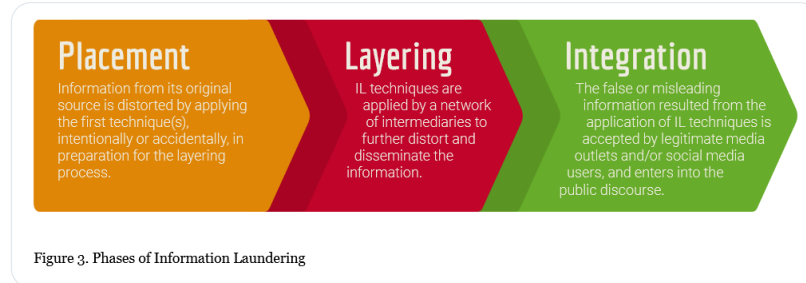 Placement
Information from its original
source is distorted by applying
the first technique(s),
intentionally or accidentally, in
preparation for the layering
process.
Layering
IL techniques are
applied by a network
of intermediaries to
further distort and
disseminate the
information.
Integration
The false or misleading
information resulted from the
application of IL techniques is
accepted by legitimate media
outlets and/or social media
users, and enters into the
public discourse.
Figure 3. Phases of Information Laundering